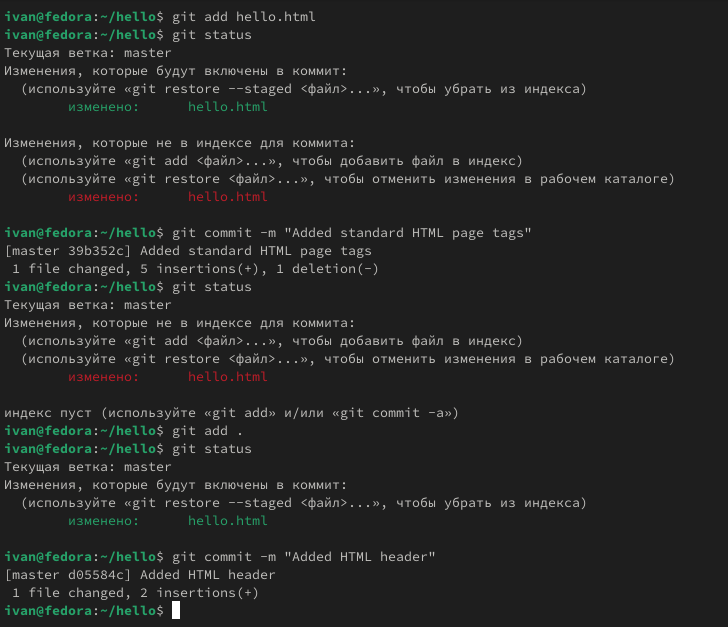 ivan@fedora:~/hello$ git add hello.html
ivan@fedora:~/hello$ git status
Текущая ветка: master
Изменения, которые будут включены в коммит:
  (используйте «git restore --staged <файл>...», чтобы убрать из индекса)
        изменено:      hello.html

Изменения, которые не в индексе для коммита:
  (используйте «git add <файл>...», чтобы добавить файл в индекс)
  (используйте «git restore <файл>...», чтобы отменить изменения в рабочем каталоге)
        изменено:      hello.html

ivan@fedora:~/hello$ git commit -m "Added standard HTML page tags"
[master 39b352c] Added standard HTML page tags
 1 file changed, 5 insertions(+), 1 deletion(-)
ivan@fedora:~/hello$ git status
Текущая ветка: master
Изменения, которые не в индексе для коммита:
  (используйте «git add <файл>...», чтобы добавить файл в индекс)
  (используйте «git restore <файл>...», чтобы отменить изменения в рабочем каталоге)
        изменено:      hello.html

индекс пуст (используйте «git add» и/или «git commit -a»)
ivan@fedora:~/hello$ git add .
ivan@fedora:~/hello$ git status
Текущая ветка: master
Изменения, которые будут включены в коммит:
  (используйте «git restore --staged <файл>...», чтобы убрать из индекса)
        изменено:      hello.html

ivan@fedora:~/hello$ git commit -m "Added HTML header"
[master d05584c] Added HTML header
 1 file changed, 2 insertions(+)
ivan@fedora:~/hello$